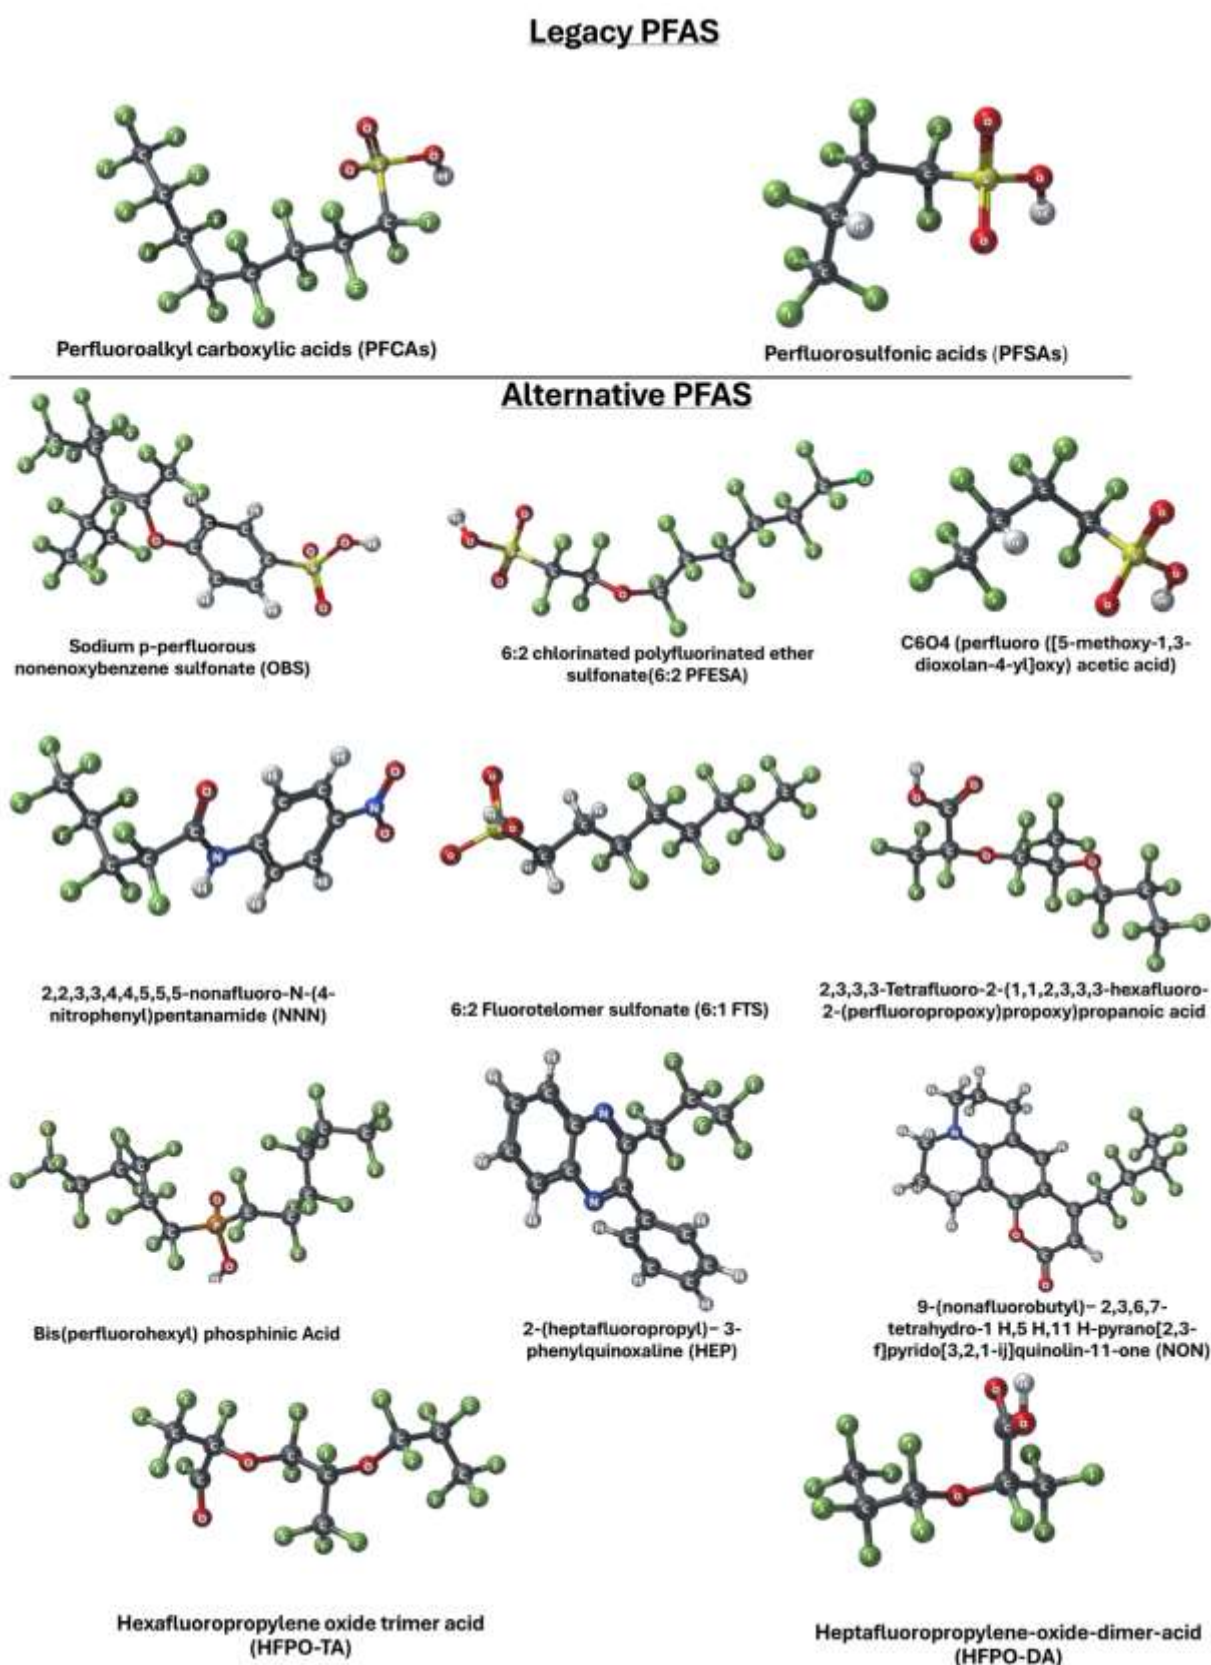 Legacy PFAS
Perfluoroalkyl carboxylic acids (PFCAs)
Perfluorosulfonic acids (PFSAs)
Alternative PFAS
Sodium p-perfluorous
nonenoxybenzene sulfonate (OBS)
6:2 chlorinated polyfluorinated ether
sulfonate(6:2 PFESA)
C6O4 (perfluoro ([5-methoxy-1,3-
dioxolan-4-yl]oxy) acetic acid)
2,2,3,3,4,4,5,5,5-nonafluoro-N-(4-
nitrophenyl)pentanamide (NNN)
6:2 Fluorotelomer sulfonate (6:1 FTS)
2,3,3,3-Tetrafluoro-2-(1,1,2,3,3,3-hexafluoro-
2-(perfluoropropoxy)propoxy)propanoic acid
Bis(perfluorohexyl) phosphinic Acid
2-(heptafluoropropyl)– 3-
phenylquinoxaline (HEP)
9-(nonafluorobutyl)– 2,3,6,7-
tetrahydro-1 H,5 H,11 H-pyrano[2,3-
f]pyrido[3,2,1-ij]quinolin-11-one (NON)
Hexafluoropropylene oxide trimer acid
(HFPO-TA)
Heptafluoropropylene-oxide-dimer-acid
(HFPO-DA)